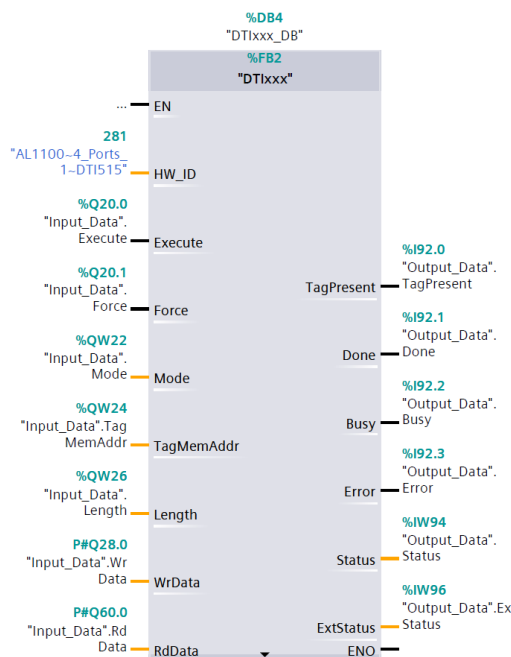 %DB4
"DTIxxx_DB"
%FB2
"DTIxxx"
...
EN
281
"AL1100~4_Ports_
1~DTI515"
HW_ID
%Q20.0
"Input_Data".
Execute
Execute
%Q20.1
"Input_Data".
Force
Force
%QW22
"Input_Data".
Mode
Mode
%QW24
"Input_Data".Tag
MemAddr
TagMemAddr
%QW26
"Input_Data".
Length
Length
P#Q28.0
"Input_Data".Wr
Data
WrData
P#Q60.0
"Input_Data".Rd
Data
RdData
%I92.0
"Output_Data".
TagPresent
TagPresent
%I92.1
"Output_Data".
Done
Done
%I92.2
"Output_Data".
Busy
Busy
%I92.3
"Output_Data".
Error
Error
%IW94
"Output_Data".
Status
Status
%IW96
"Output_Data".Ex
ExtStatus
Status
ENO